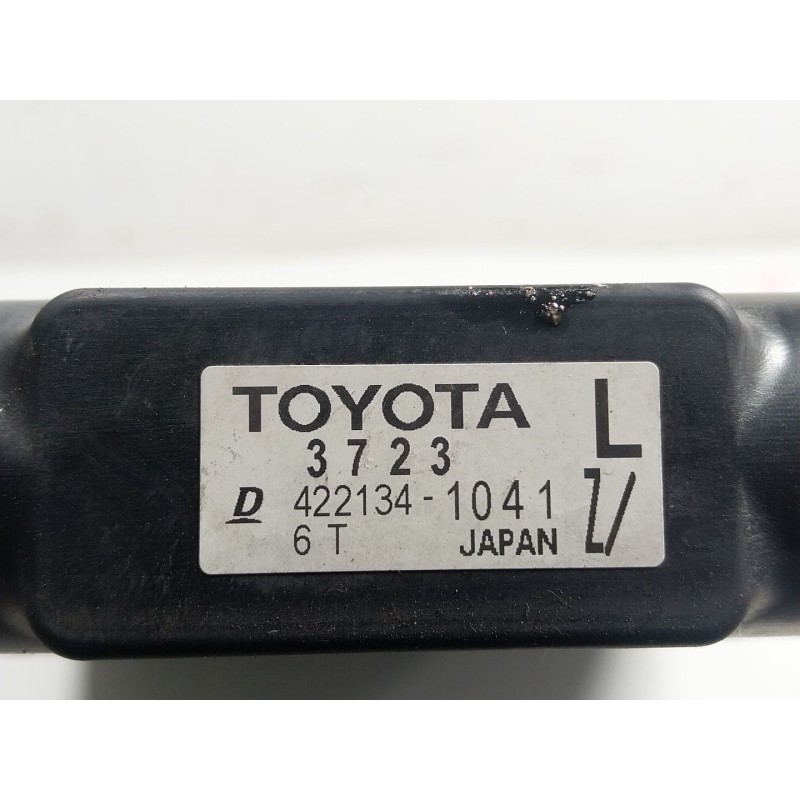 TOYOTA L
3723
D 422134-1041
6T JAPAN